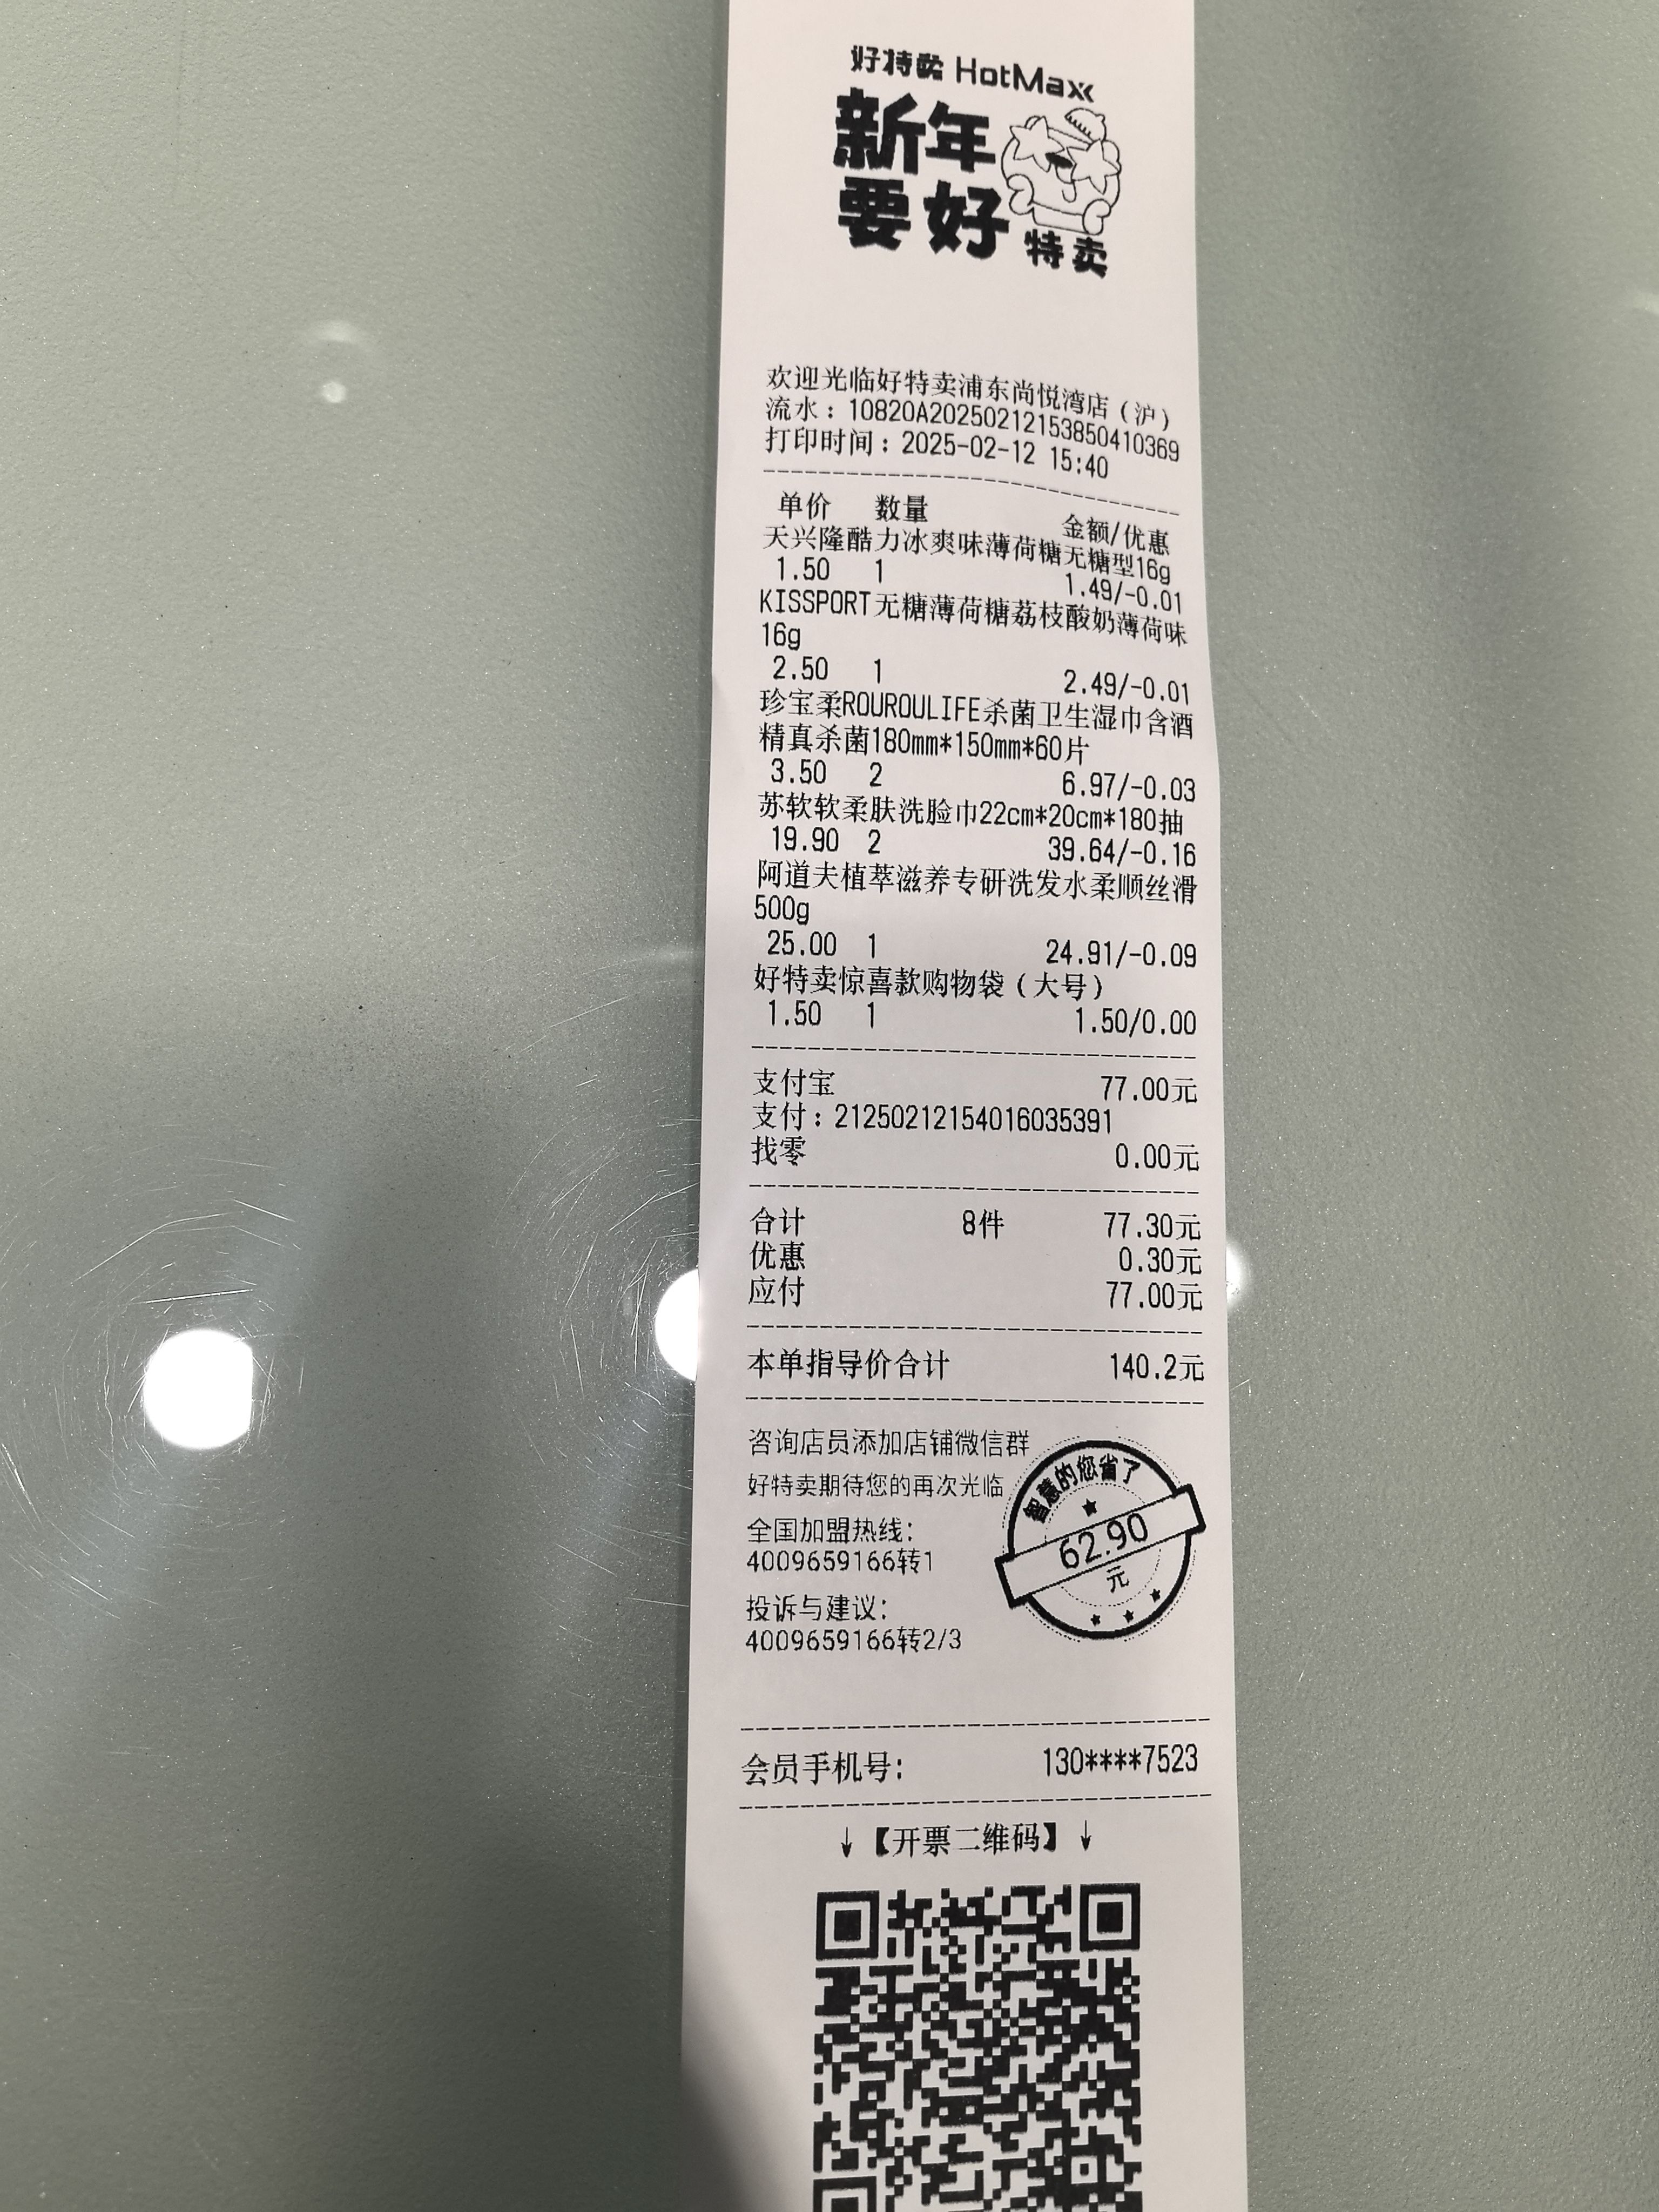 好特卖 HotMaxx
新年
要好
特卖
欢迎光临好特卖浦东尚悦湾店（沪）
流水：10820A202502121538504​10369
打印时间：2025-02-12 15:40
单价 数量 金额/优惠
天兴隆酷力冰爽味薄荷糖无糖型16g
1.50 1 1.49/-0.01
KISSPORT无糖薄荷糖荔枝酸奶薄荷味
16g
2.50 1 2.49/-0.01
珍宝柔ROUROULIFE杀菌卫生湿巾含酒
精真杀菌180mm*150mm*60片
3.50 2 6.97/-0.03
苏软软柔肤洗脸巾22cm*20cm*180抽
19.90 2 39.64/-0.16
阿道夫植萃滋养专研洗发水柔顺丝滑
500g
25.00 1 24.91/-0.09
好特卖惊喜款购物袋（大号）
1.50 1 1.50/0.00
支付宝 77.00元
支付：21250212154016035391
找零 0.00元
合计 8件 77.30元
优惠 0.30元
应付 77.00元
本单指导价合计 140.2元
咨询店员添加店铺微信群
好特卖期待您的再次光临
全国加盟热线：
4009659166转1
投诉与建议：
4009659166转2/3
智慧的您省了
62.90
元
会员手机号： 130****7523
↓【开票二维码】↓